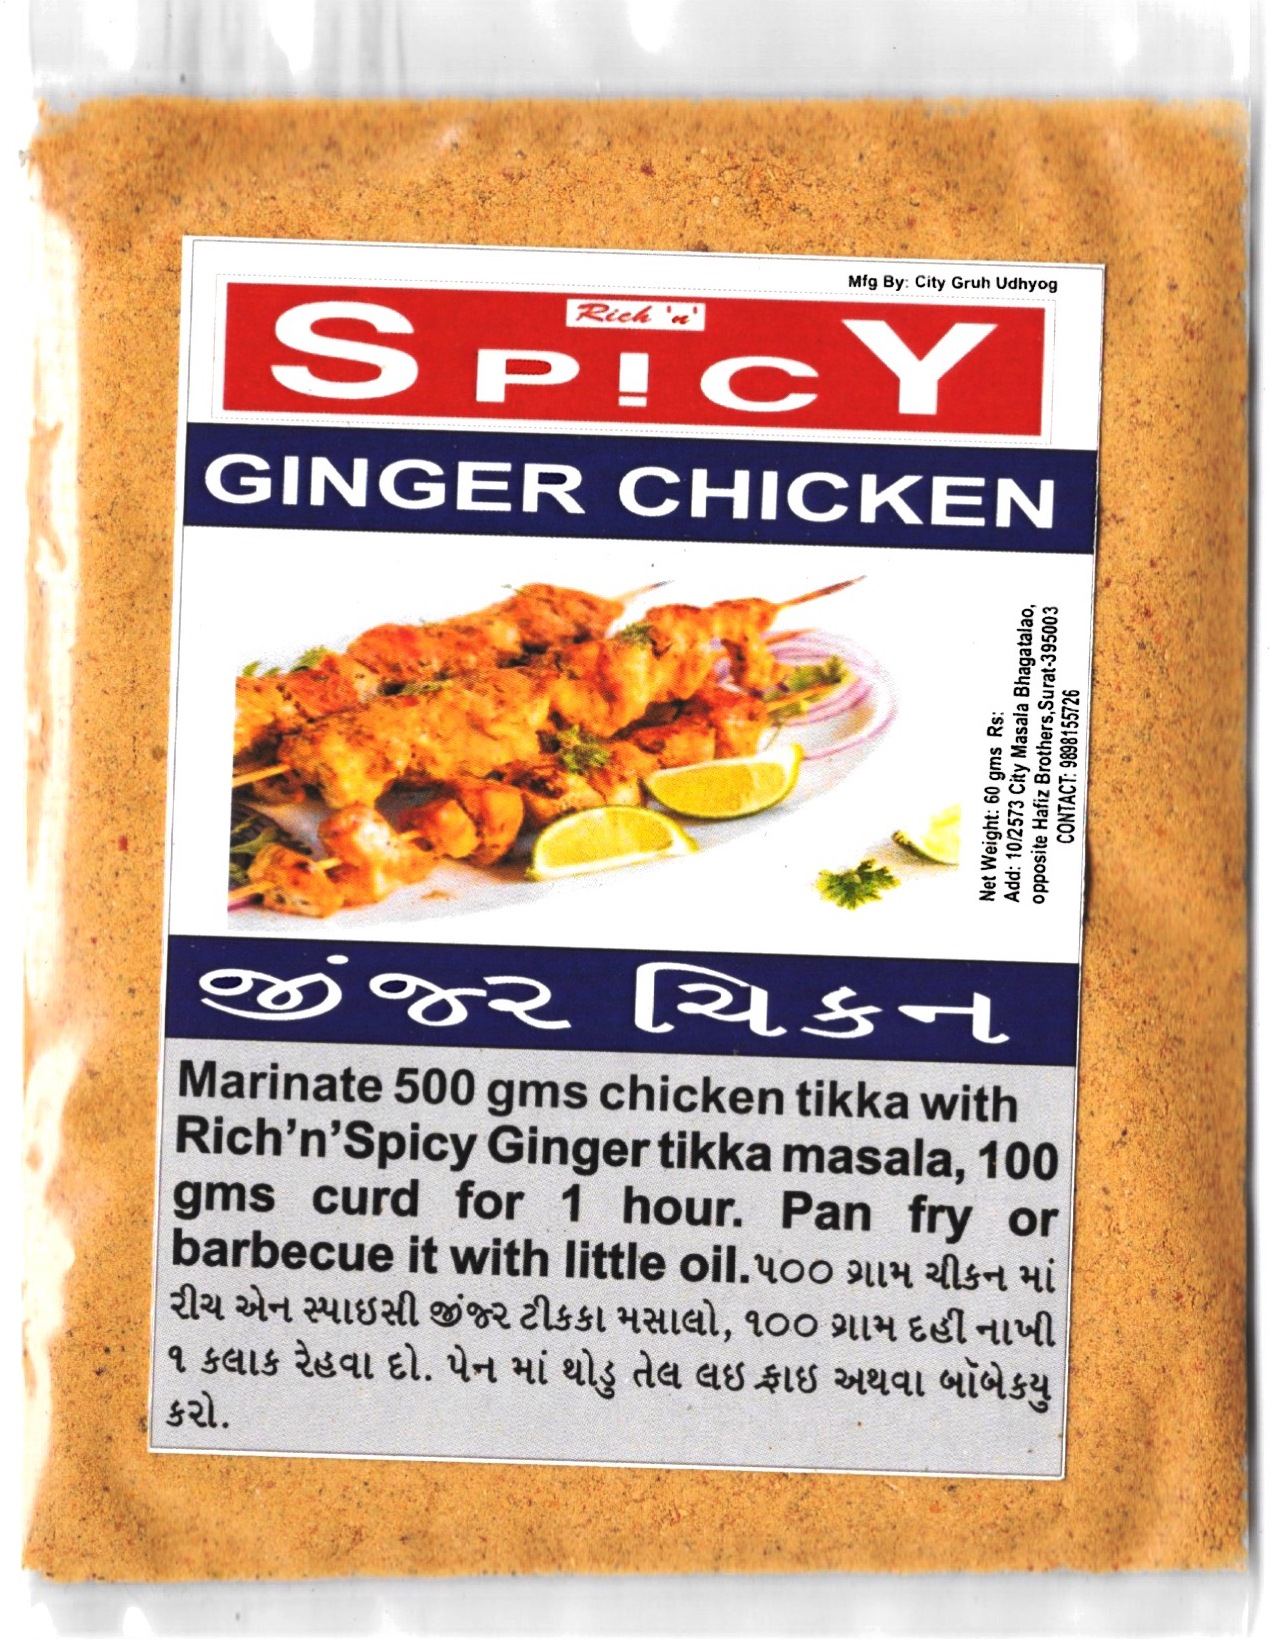 Mfg By: City Gruh Udhyog
Rich 'n'
SP!CY
GINGER CHICKEN
Net Weight: 60 gms Rs:
Add: 10/2573 City Masala Bhagatalao,
opposite Hafiz Brothers,Surat-395003
CONTACT: 9898155726
જીંજર ચિકન
Marinate 500 gms chicken tikka with
Rich'n'Spicy Ginger tikka masala, 100
gms curd for 1 hour. Pan fry or
barbecue it with little oil.૫૦૦ ગ્રામ ચીકન માં
રીચ એન સ્પાઇસી જીંજર ટીકકા મસાલો, ૧૦૦ ગ્રામ દહીં નાખી
૧ કલાક રેહવા દો. પેન માં થોડુ તેલ લઇ ફ્રાઇ અથવા બૉબેકયુ
કરો.